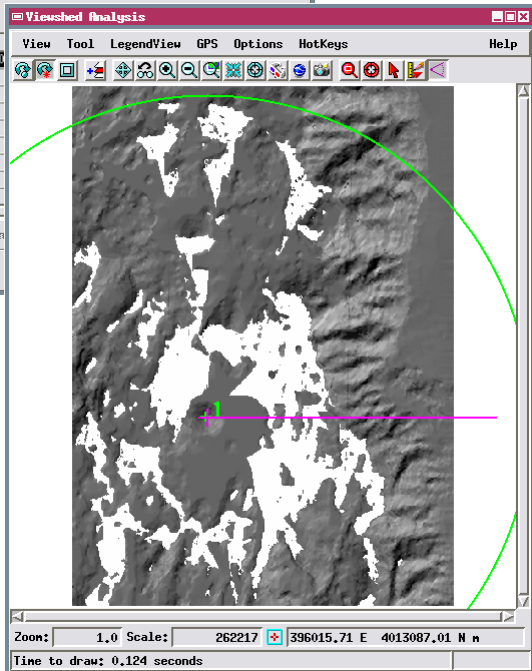 Viewshed Analysis
View Tool LegendView GPS Options HotKeys Help
1
Zoom: 1.0 Scale: 262217 396015.71 E 4013087.01 N m
Time to draw: 0.124 seconds